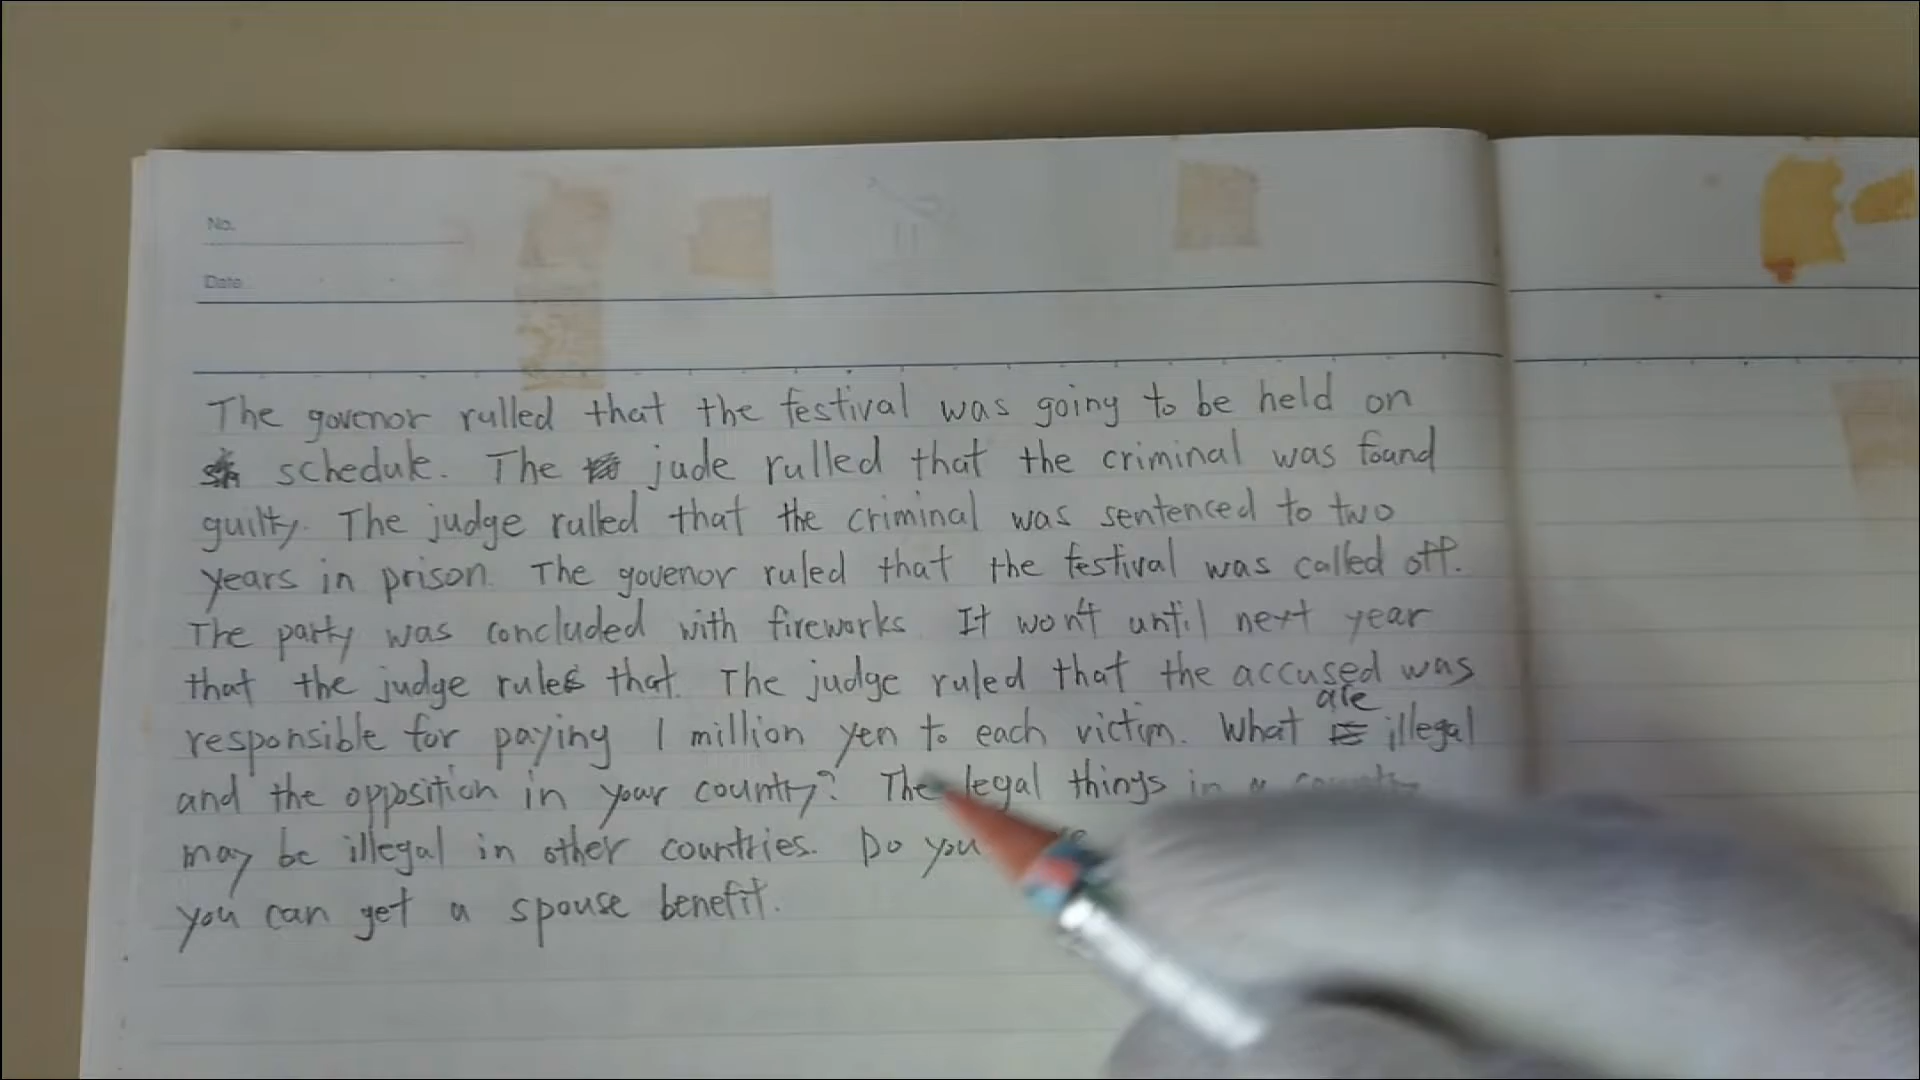 No.
Date
The govenor rulled that the festival was going to be held on
schedule. The jude rulled that the criminal was found
guilty. The judge rulled that the criminal was sentenced to two
years in prison. The govenor ruled that the festival was called off.
The party was concluded with fireworks. It won't until next year
that the judge rules that. The judge ruled that the accused was
are
responsible for paying 1 million yen to each victim. What illegal
and the opposition in your country? The legal things in a country
may be illegal in other countries. Do you
you can get a spouse benefit.